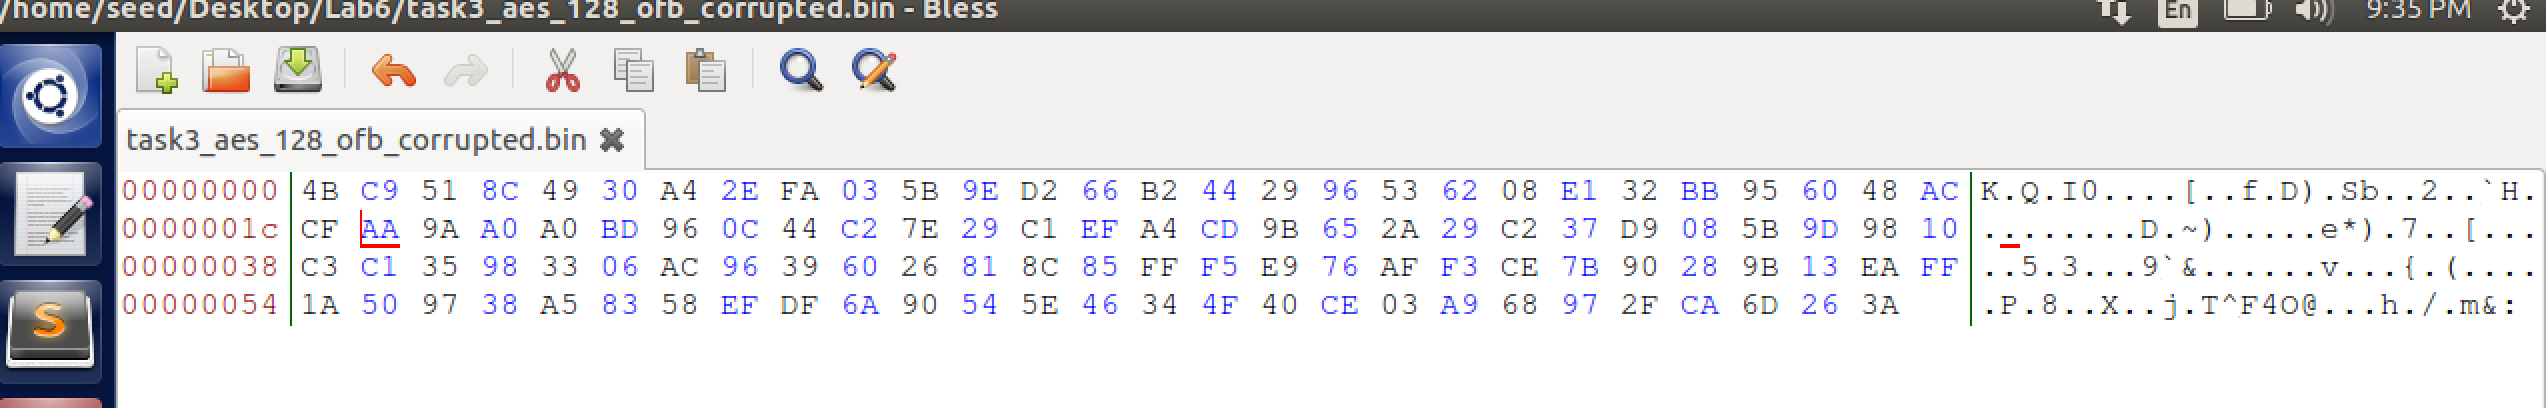 /home/seed/Desktop/Lab6/task3_aes_128_ofb_corrupted.bin - Bless En 9:35 PM
task3_aes_128_ofb_corrupted.bin
00000000 4B C9 51 8C 49 30 A4 2E FA 03 5B 9E D2 66 B2 44 29 96 53 62 08 E1 32 BB 95 60 48 AC K.Q.I0....[..f.D).Sb..2..`H.
0000001c CF AA 9A A0 A0 BD 96 0C 44 C2 7E 29 C1 EF A4 CD 9B 65 2A 29 C2 37 D9 08 5B 9D 98 10 ........D.~).....e*).7..[...
00000038 C3 C1 35 98 33 06 AC 96 39 60 26 81 8C 85 FF F5 E9 76 AF F3 CE 7B 90 28 9B 13 EA FF ..5.3...9`&......v...{.(....
00000054 1A 50 97 38 A5 83 58 EF DF 6A 90 54 5E 46 34 4F 40 CE 03 A9 68 97 2F CA 6D 26 3A .P.8..X..j.T^F4O@...h./.m&: